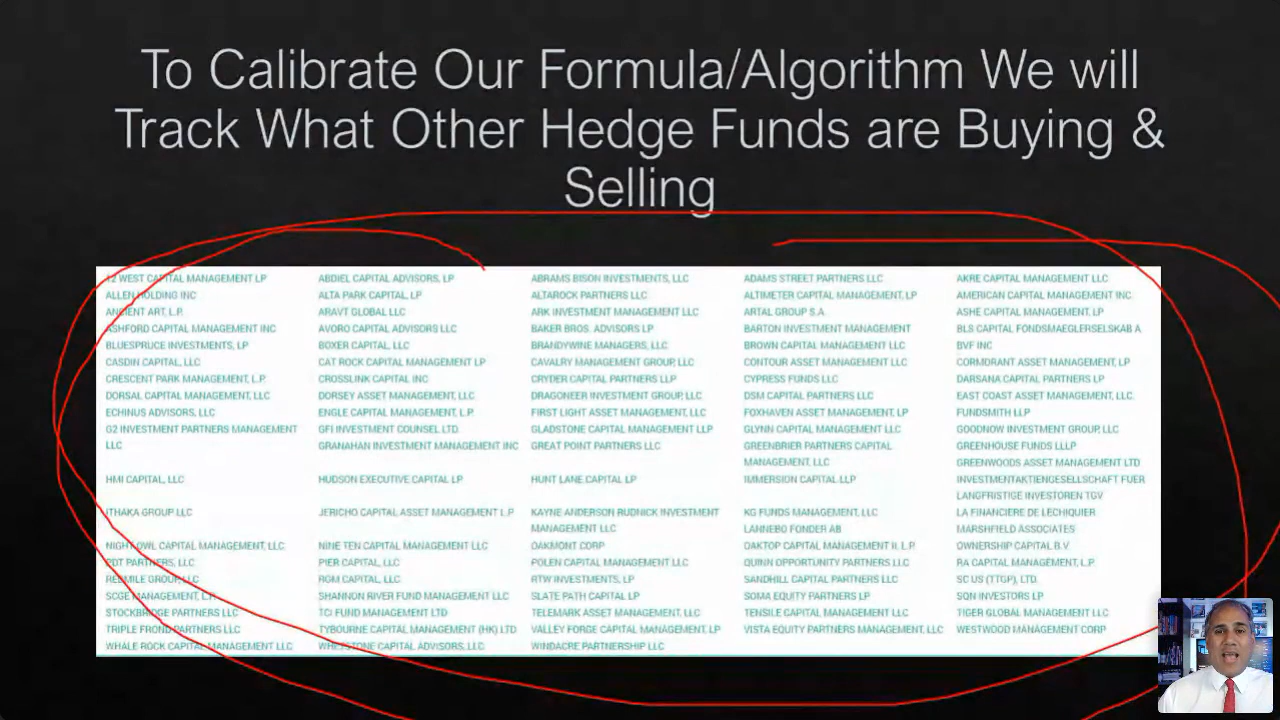 To Calibrate Our Formula/Algorithm We will
Track What Other Hedge Funds are Buying &
Selling
12 WEST CAPITAL MANAGEMENT LP ABDIEL CAPITAL ADVISORS, LP ABRAMS BISON INVESTMENTS, LLC ADAMS STREET PARTNERS LLC AKRE CAPITAL MANAGEMENT LLC
ALLEN HOLDING INC ALTA PARK CAPITAL, LP ALTAROCK PARTNERS LLC ALTIMETER CAPITAL MANAGEMENT, LP AMERICAN CAPITAL MANAGEMENT INC
ANCIENT ART, L.P. ARAVT GLOBAL LLC ARK INVESTMENT MANAGEMENT LLC ARTAL GROUP S.A. ASHE CAPITAL MANAGEMENT, LP
ASHFORD CAPITAL MANAGEMENT INC AVORO CAPITAL ADVISORS LLC BAKER BROS. ADVISORS LP BARTON INVESTMENT MANAGEMENT BLS CAPITAL FONDSMAEGLERSELSKAB A
BLUESPRUCE INVESTMENTS, LP BOXER CAPITAL, LLC BRANDYWINE MANAGERS, LLC BROWN CAPITAL MANAGEMENT LLC BVF INC
CASDIN CAPITAL, LLC CAT ROCK CAPITAL MANAGEMENT LP CAVALRY MANAGEMENT GROUP, LLC CONTOUR ASSET MANAGEMENT LLC CORMORANT ASSET MANAGEMENT, LP
CRESCENT PARK MANAGEMENT, L.P. CROSSLINK CAPITAL INC CRYDER CAPITAL PARTNERS LLP CYPRESS FUNDS LLC DARSANA CAPITAL PARTNERS LP
DORSAL CAPITAL MANAGEMENT, LLC DORSEY ASSET MANAGEMENT, LLC DRAGONEER INVESTMENT GROUP, LLC DSM CAPITAL PARTNERS LLC EAST COAST ASSET MANAGEMENT, LLC.
ECHINUS ADVISORS, LLC ENGLE CAPITAL MANAGEMENT, L.P. FIRST LIGHT ASSET MANAGEMENT, LLC FOXHAVEN ASSET MANAGEMENT, LP FUNDSMITH LLP
G2 INVESTMENT PARTNERS MANAGEMENT GFI INVESTMENT COUNSEL LTD. GLADSTONE CAPITAL MANAGEMENT LLP GLYNN CAPITAL MANAGEMENT LLC GOODNOW INVESTMENT GROUP, LLC
LLC GRANAHAN INVESTMENT MANAGEMENT INC GREAT POINT PARTNERS LLC GREENBRIER PARTNERS CAPITAL GREENHOUSE FUNDS LLLP
MANAGEMENT, LLC GREENWOODS ASSET MANAGEMENT LTD
HMI CAPITAL, LLC HUDSON EXECUTIVE CAPITAL LP HUNT LANE CAPITAL LP IMMERSION CAPITAL LLP INVESTMENTAKTIENGESELLSCHAFT FUER
LANGFRISTIGE INVESTOREN TGV
ITHAKA GROUP LLC JERICHO CAPITAL ASSET MANAGEMENT L.P. KAYNE ANDERSON RUDNICK INVESTMENT KG FUNDS MANAGEMENT, LLC LA FINANCIERE DE L'ECHIQUIER
MANAGEMENT LLC LANNEBO FONDER AB MARSHFIELD ASSOCIATES
NIGHT OWL CAPITAL MANAGEMENT, LLC NINE TEN CAPITAL MANAGEMENT LLC OAKMONT CORP OAKTOP CAPITAL MANAGEMENT II, L.P. OWNERSHIP CAPITAL B.V.
PDT PARTNERS, LLC PIER CAPITAL, LLC POLEN CAPITAL MANAGEMENT LLC QUINN OPPORTUNITY PARTNERS LLC RA CAPITAL MANAGEMENT, L.P.
REDMILE GROUP, LLC RGM CAPITAL, LLC RTW INVESTMENTS, LP SANDHILL CAPITAL PARTNERS LLC SC US (TTGP), LTD.
SCGE MANAGEMENT, L.P. SHANNON RIVER FUND MANAGEMENT LLC SLATE PATH CAPITAL LP SOMA EQUITY PARTNERS LP SQN INVESTORS LP
STOCKBRIDGE PARTNERS LLC TCI FUND MANAGEMENT LTD TELEMARK ASSET MANAGEMENT, LLC TENSILE CAPITAL MANAGEMENT LLC TIGER GLOBAL MANAGEMENT LLC
TRIPLE FROND PARTNERS LLC TYBOURNE CAPITAL MANAGEMENT (HK) LTD VALLEY FORGE CAPITAL MANAGEMENT, LP VISTA EQUITY PARTNERS MANAGEMENT, LLC WESTWOOD MANAGEMENT CORP
WHALE ROCK CAPITAL MANAGEMENT LLC WHETSTONE CAPITAL ADVISORS, LLC WINDACRE PARTNERSHIP LLC